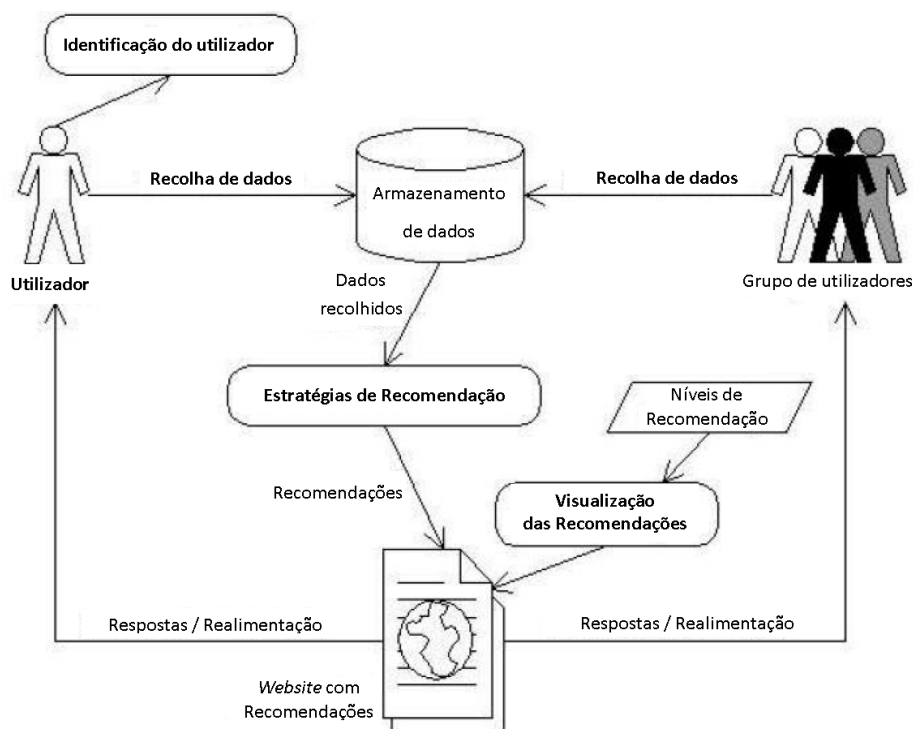 Identificação do utilizador
Recolha de dados
Recolha de dados
Armazenamento
de dados
Utilizador
Grupo de utilizadores
Dados
recolhidos
Estratégias de Recomendação
Níveis de
Recomendação
Recomendações
Visualização
das Recomendações
Respostas / Realimentação
Respostas / Realimentação
Website com
Recomendações